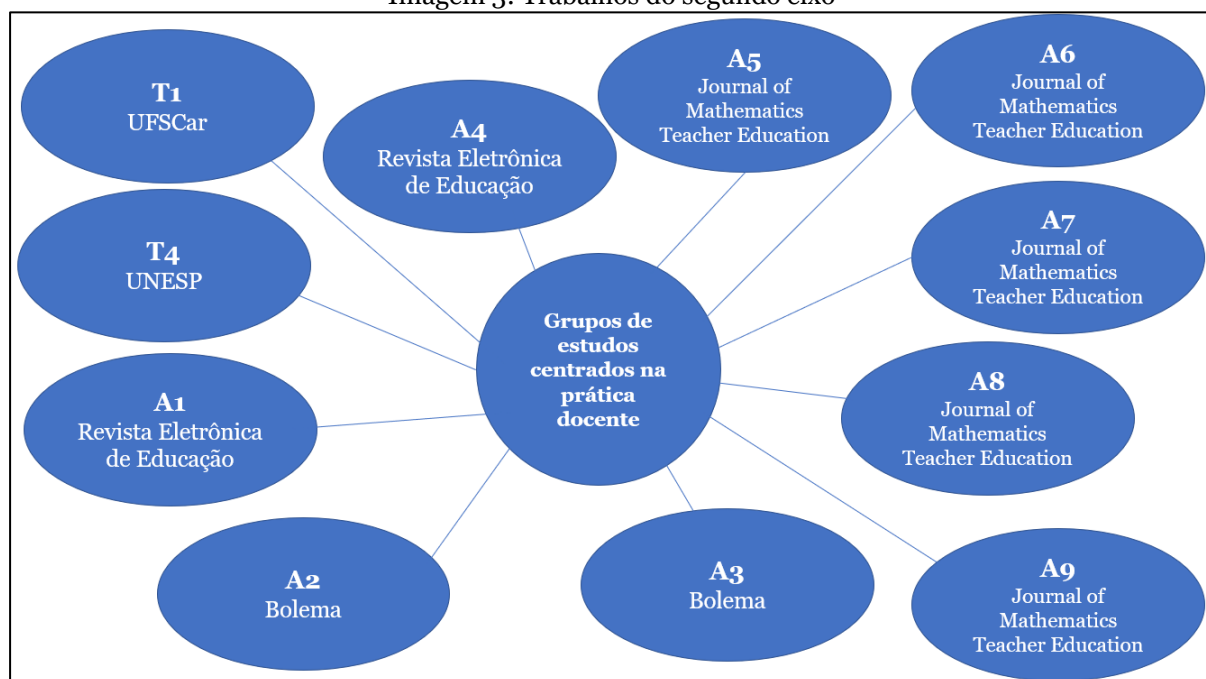 Imagem 3: Trabalhos do segundo eixo
T1
UFSCar
A4
Revista Eletrônica
de Educação
A5
Journal of
Mathematics
Teacher Education
A6
Journal of
Mathematics
Teacher Education
T4
UNESP
A7
Journal of
Mathematics
Teacher Education
Grupos de
estudos
centrados na
prática
docente
A1
Revista Eletrônica
de Educação
A8
Journal of
Mathematics
Teacher Education
A2
Bolema
A3
Bolema
A9
Journal of
Mathematics
Teacher Education